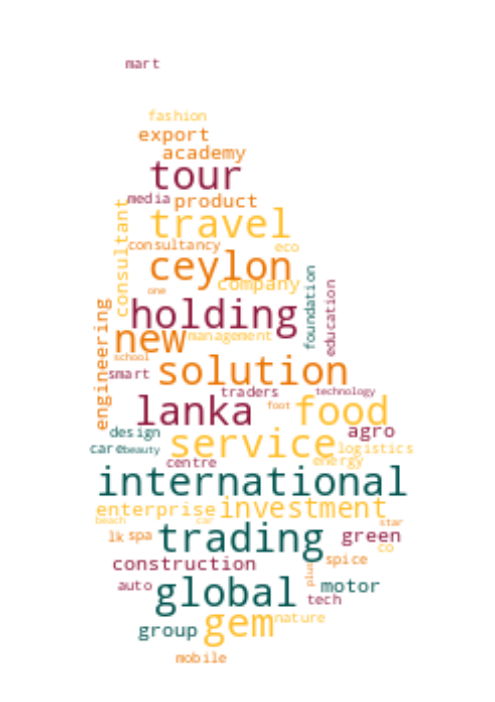 mart
fashion
export
academy
tour
media product
consultant
travel
consultancy eco
ceylon
company
one
foundation
education
holding
engineering
new management
school
smart solution
traders technology
lanka foot food
design agro
service
care beauty logistics
centre energy
international
enterprise investment
beach car star
lk spa trading green
co
construction spice
plus
auto global motor
tech
gem nature
group
mobile